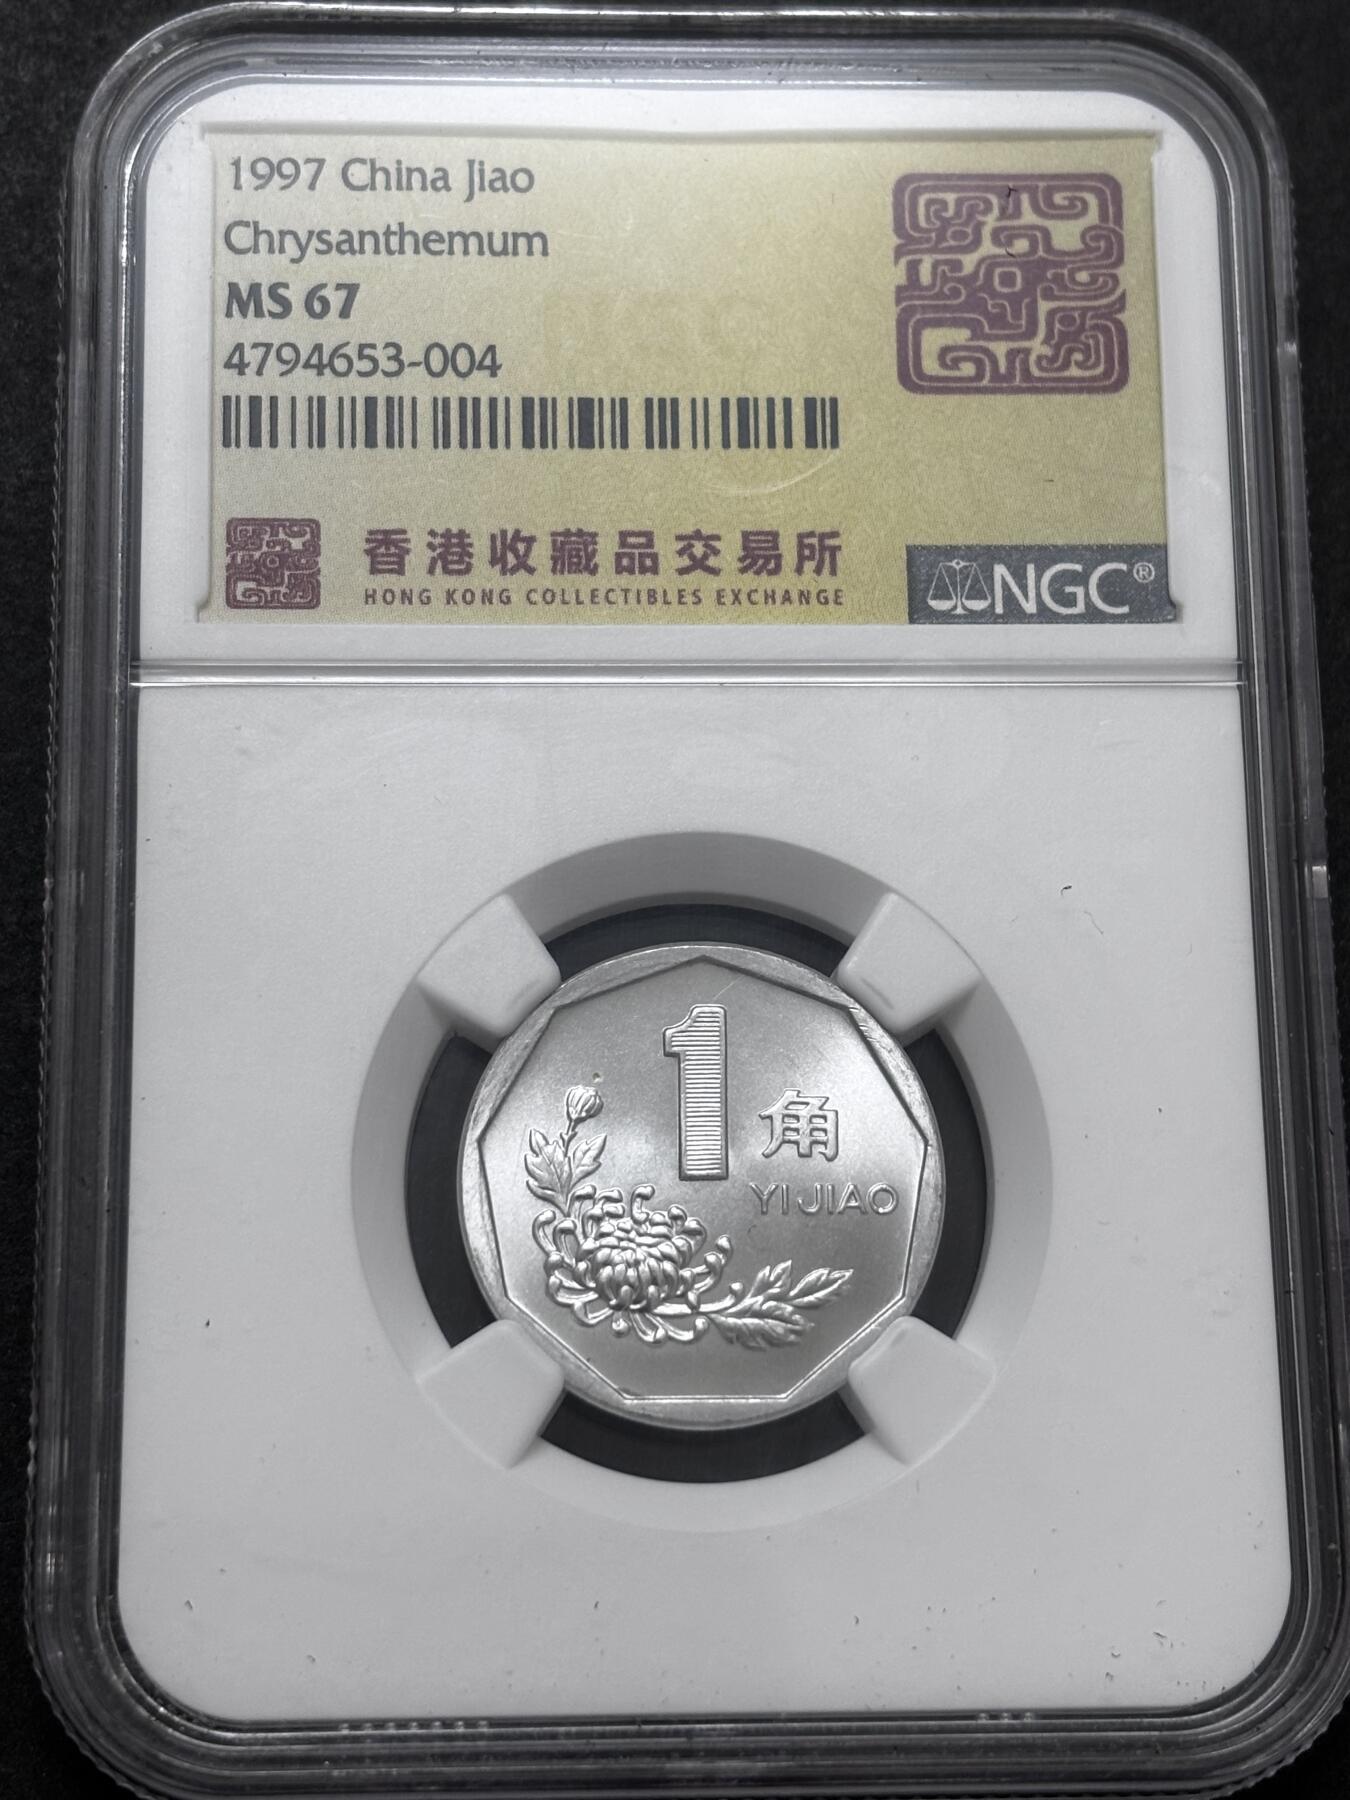 1997 China Jiao
Chrysanthemum
MS 67
4794653-004
香港收藏品交易所
HONG KONG COLLECTIBLES EXCHANGE
NGC®
1
角
YI JIAO